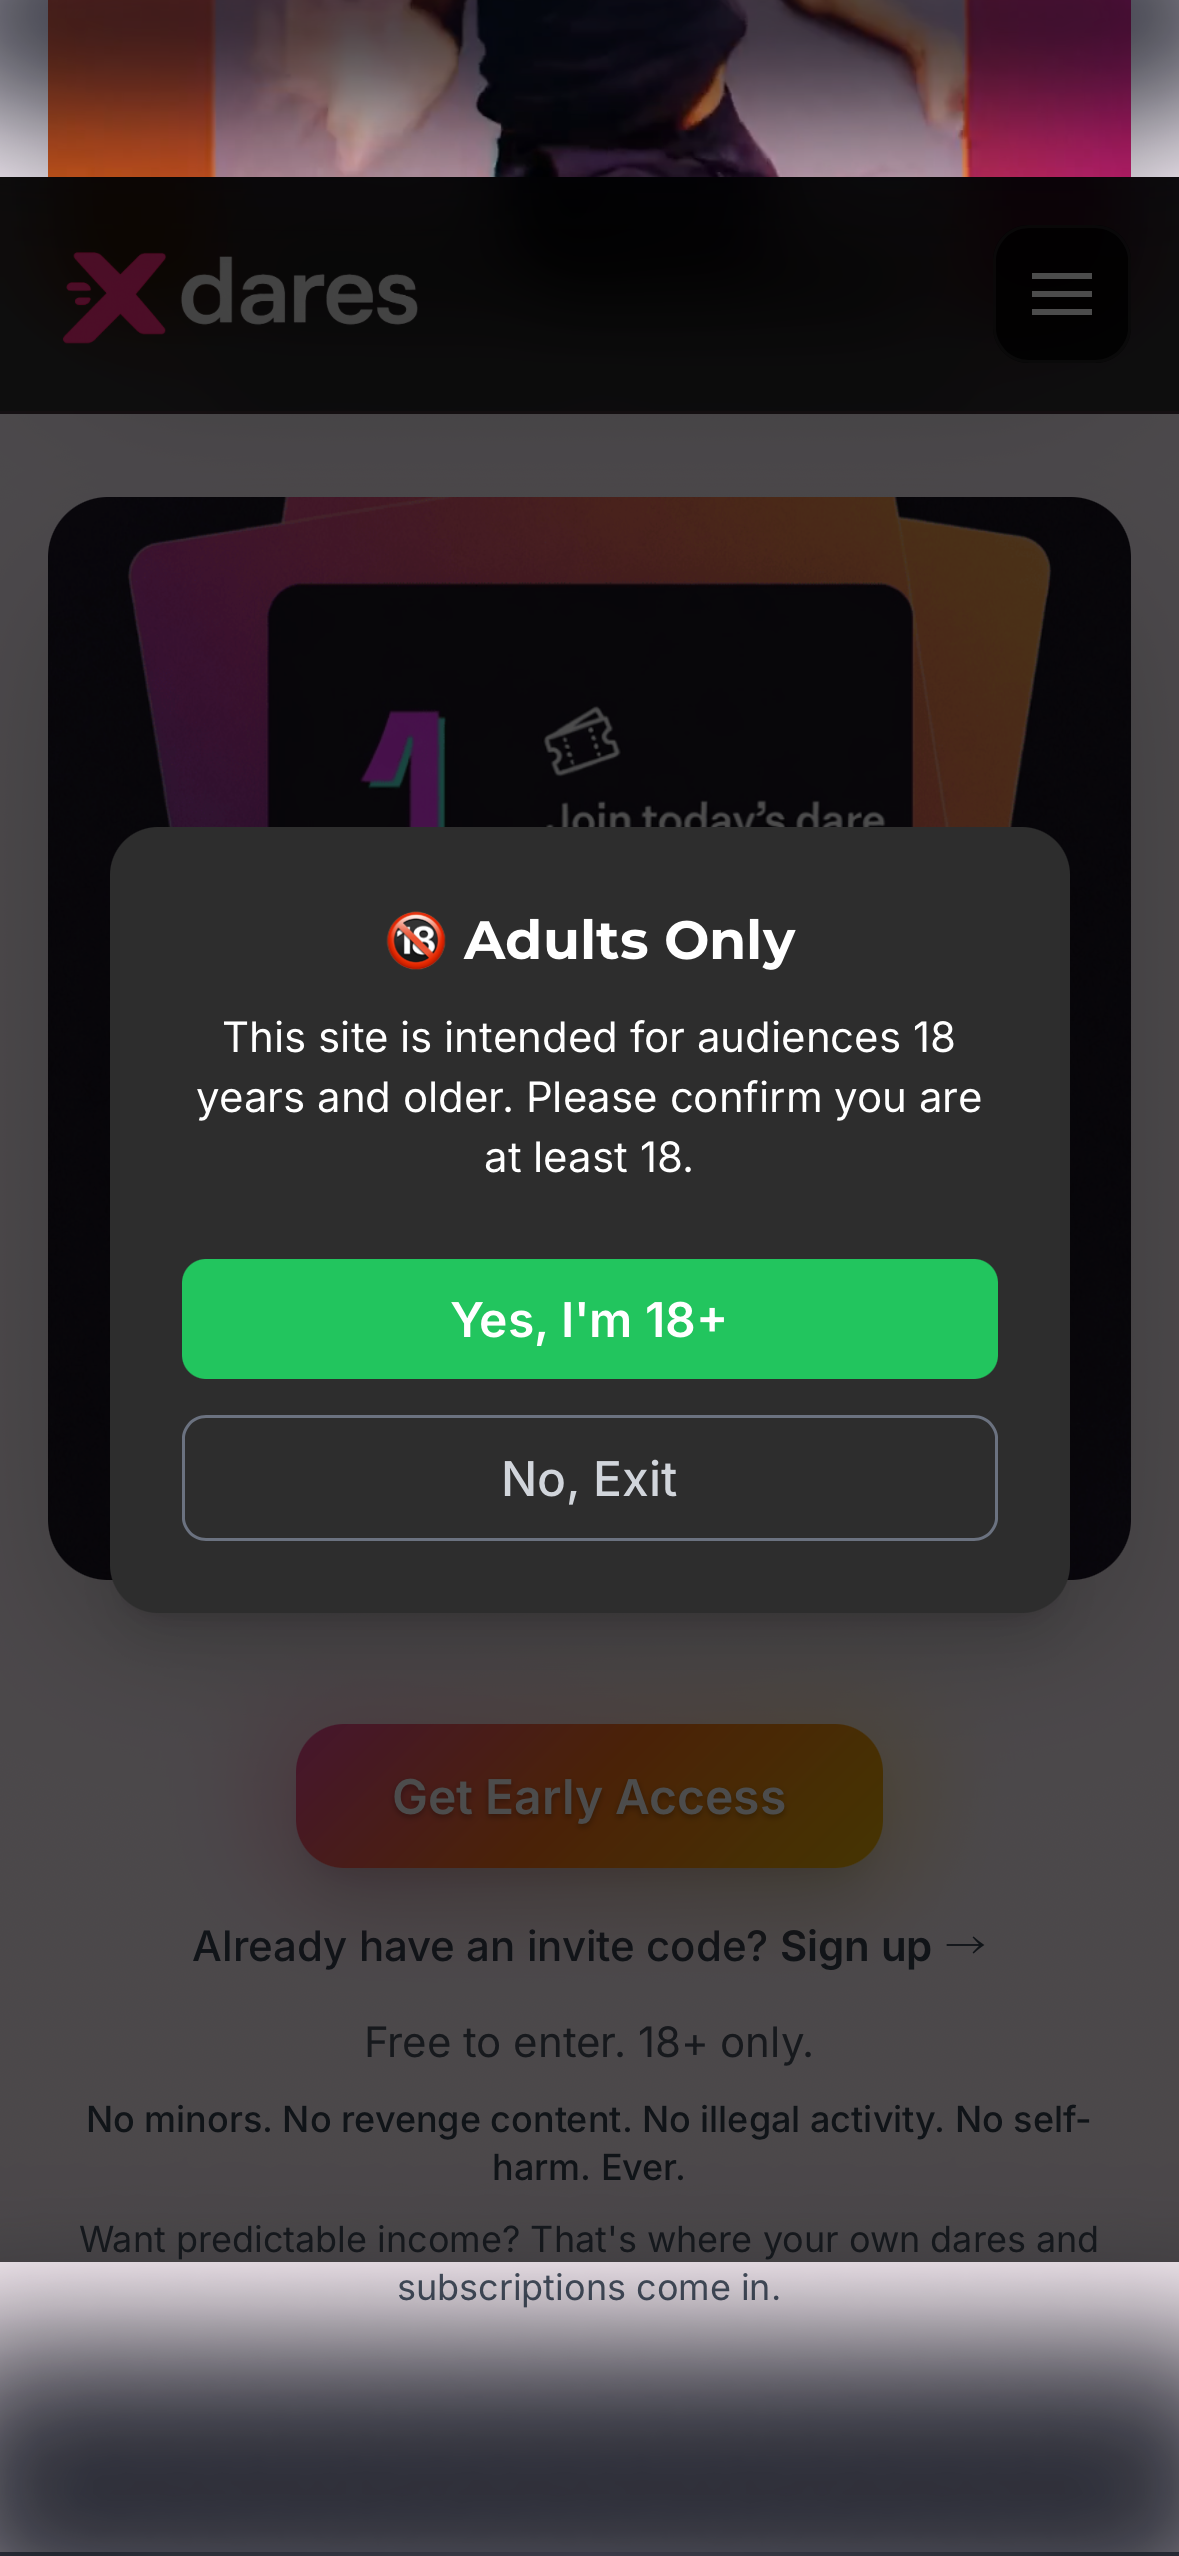 X dares
1
Join today’s dare
🔞 Adults Only
This site is intended for audiences 18
years and older. Please confirm you are
at least 18.
Yes, I'm 18+
No, Exit
Get Early Access
Already have an invite code? Sign up →
Free to enter. 18+ only.
No minors. No revenge content. No illegal activity. No self-
harm. Ever.
Want predictable income? That's where your own dares and
subscriptions come in.